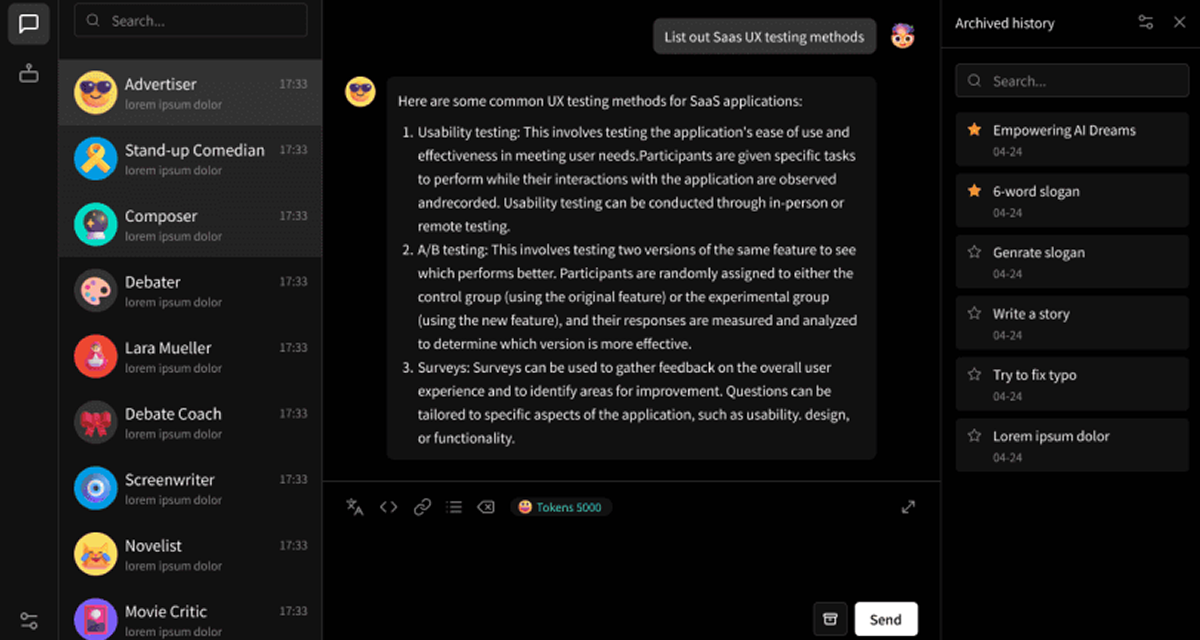 Search...
Advertiser
17:33
lorem ipsum dolor
Stand-up Comedian
17:33
lorem ipsum dolor
Composer
17:33
lorem ipsum dolor
Debater
17:33
lorem ipsum dolor
Lara Mueller
17:33
lorem ipsum dolor
Debate Coach
17:33
lorem ipsum dolor
Screenwriter
17:33
lorem ipsum dolor
Novelist
17:33
lorem ipsum dolor
Movie Critic
17:33
lorem ipsum dolor
List out SaaS UX testing methods
Here are some common UX testing methods for SaaS applications:
1. Usability testing: This involves testing the application's ease of use and
effectiveness in meeting user needs.Participants are given specific tasks
to perform while their interactions with the application are observed
andrecorded. Usability testing can be conducted through in-person or
remote testing.
2. A/B testing: This involves testing two versions of the same feature to see
which performs better. Participants are randomly assigned to either the
control group (using the original feature) or the experimental group
(using the new feature), and their responses are measured and analyzed
to determine which version is more effective.
3. Surveys: Surveys can be used to gather feedback on the overall user
experience and to identify areas for improvement. Questions can be
tailored to specific aspects of the application, such as usability. design,
or functionality.
Tokens 5000
Send
Archived history
Search...
Empowering AI Dreams
04-24
6-word slogan
04-24
Genrate slogan
04-24
Write a story
04-24
Try to fix typo
04-24
Lorem ipsum dolor
04-24